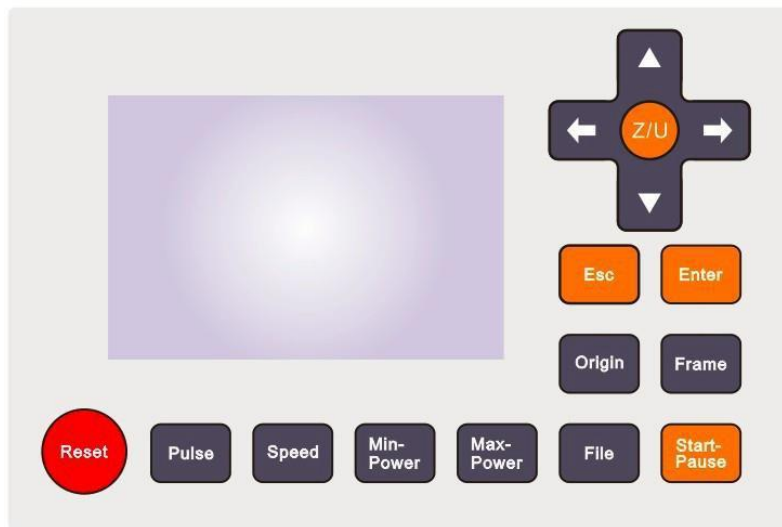 Z/U
Esc
Enter
Origin
Frame
Reset
Pulse
Speed
Min-
Power
Max-
Power
File
Start-
Pause